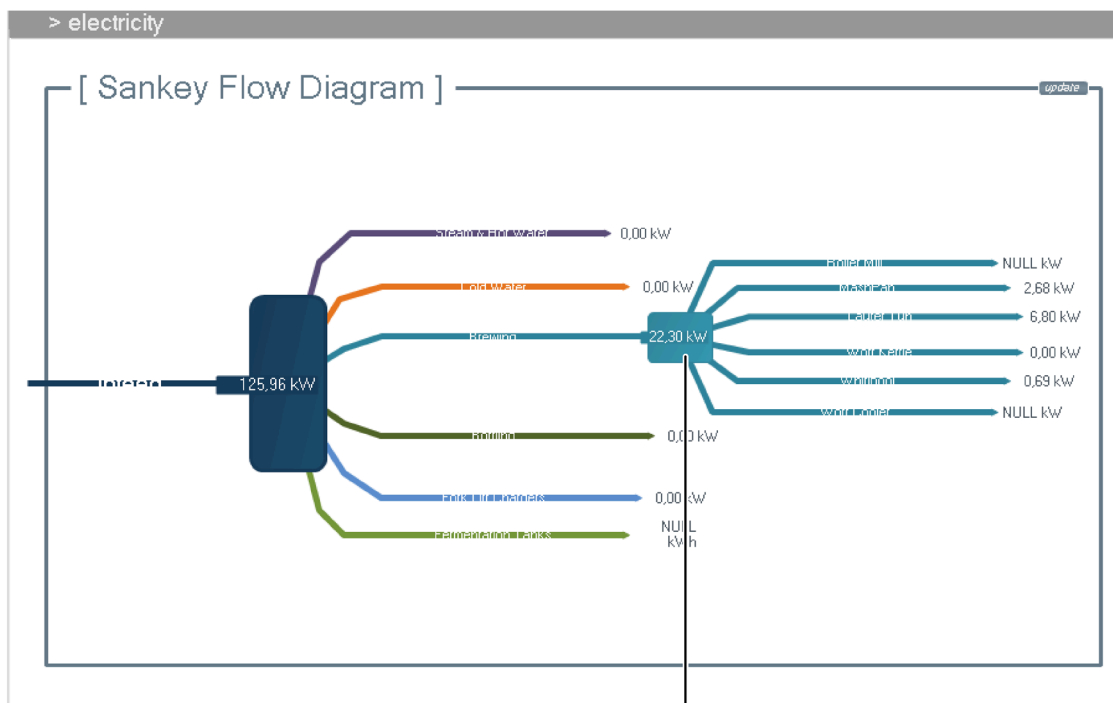 > electricity
[ Sankey Flow Diagram ]
update
Steam & Hot Water
0,00 kW
Cold Water
0,00 kW
Brewing
22,30 kW
Boiler Mill
NULL kW
MashPan
2,68 kW
Lauter Tun
6,80 kW
Wort Kettle
0,00 kW
Whirlpool
0,69 kW
Wort Cooler
NULL kW
Infeed
125,96 kW
Bottling
0,00 kW
Fork Lift Chargers
0,00 kW
Fermentation Tanks
NULL
kWh